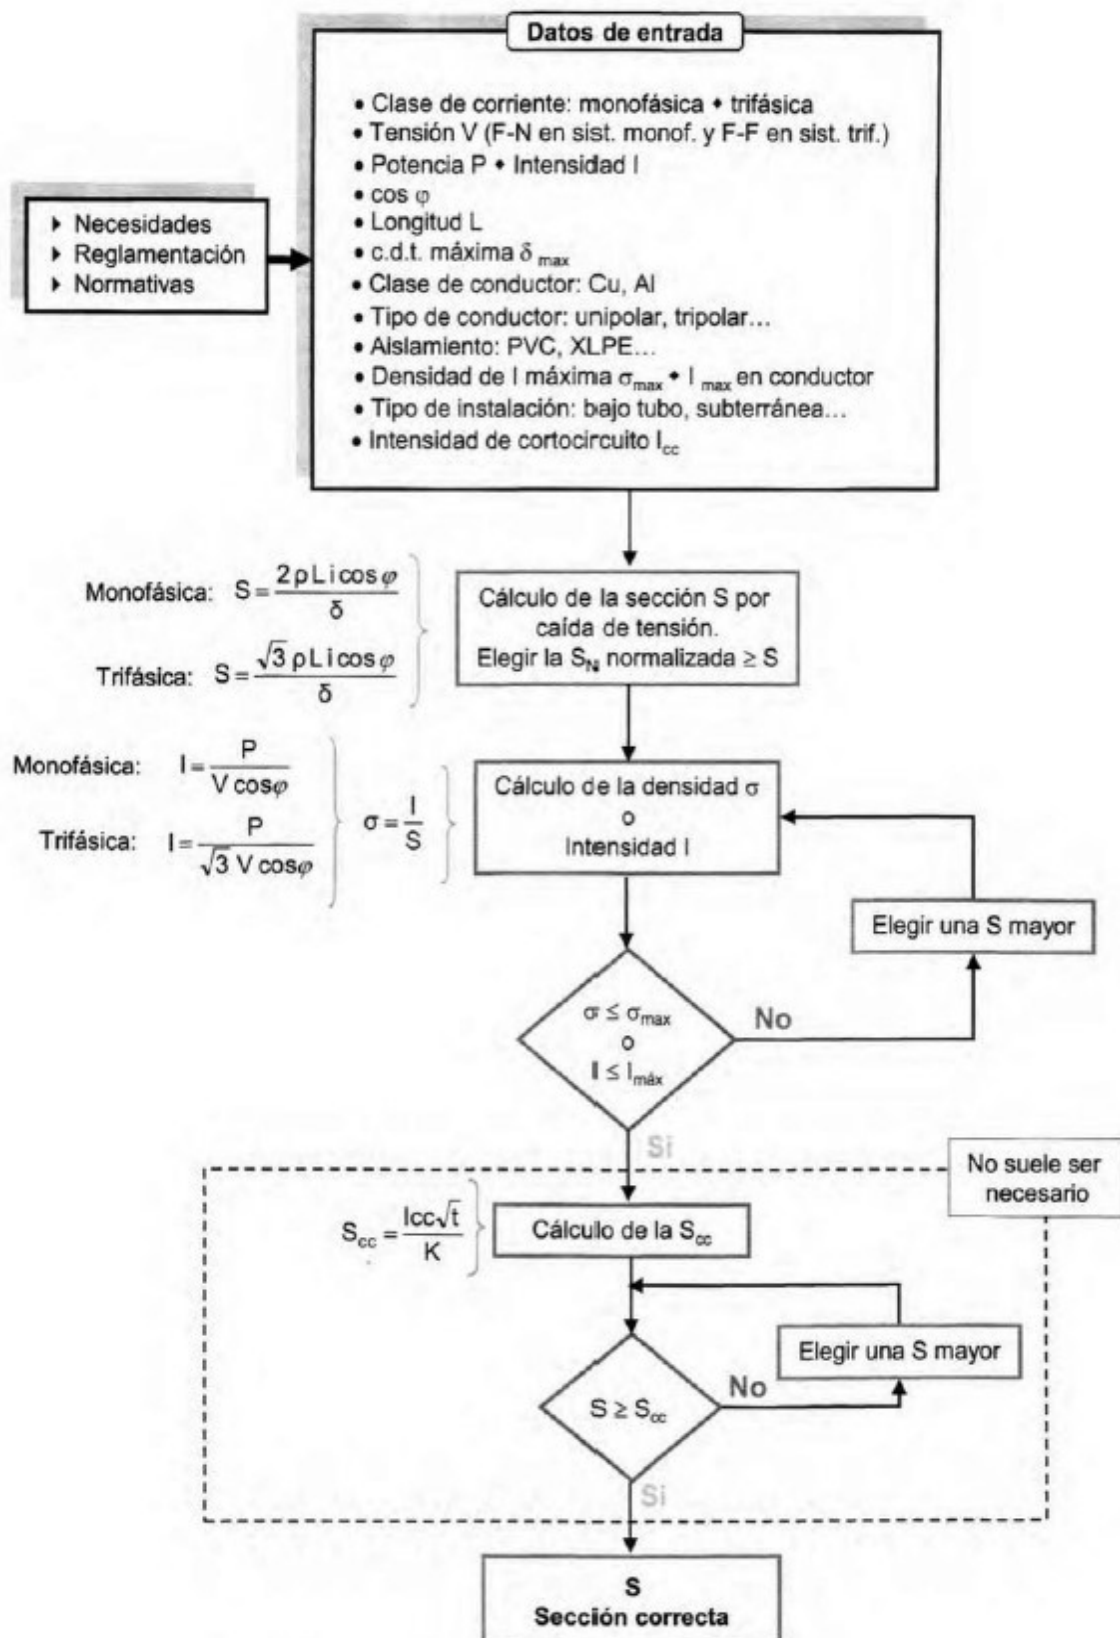 Datos de entrada
• Clase de corriente: monofásica • trifásica
• Tensión V (F-N en sist. monof. y F-F en sist. trif.)
• Potencia P • Intensidad I
• cos φ
• Longitud L
• c.d.t. máxima δ max
• Clase de conductor: Cu, Al
• Tipo de conductor: unipolar, tripolar...
• Aislamiento: PVC, XLPE...
• Densidad de I máxima σmax • I max en conductor
• Tipo de instalación: bajo tubo, subterránea...
• Intensidad de cortocircuito Icc
▸ Necesidades
▸ Reglamentación
▸ Normativas
Monofásica: S = 2 ρ L i cos φ / δ
Trifásica: S = √3 ρ L i cos φ / δ
Cálculo de la sección S por
caída de tensión.
Elegir la SN normalizada ≥ S
Monofásica: I = P / V cosφ
Trifásica: I = P / √3 V cosφ
σ = I / S
Cálculo de la densidad σ
o
Intensidad I
Elegir una S mayor
σ ≤ σmax
o
I ≤ Imáx
No
Si
No suele ser
necesario
Scc = Icc√t / K
Cálculo de la Scc
Elegir una S mayor
S ≥ Scc
No
Si
S
Sección correcta